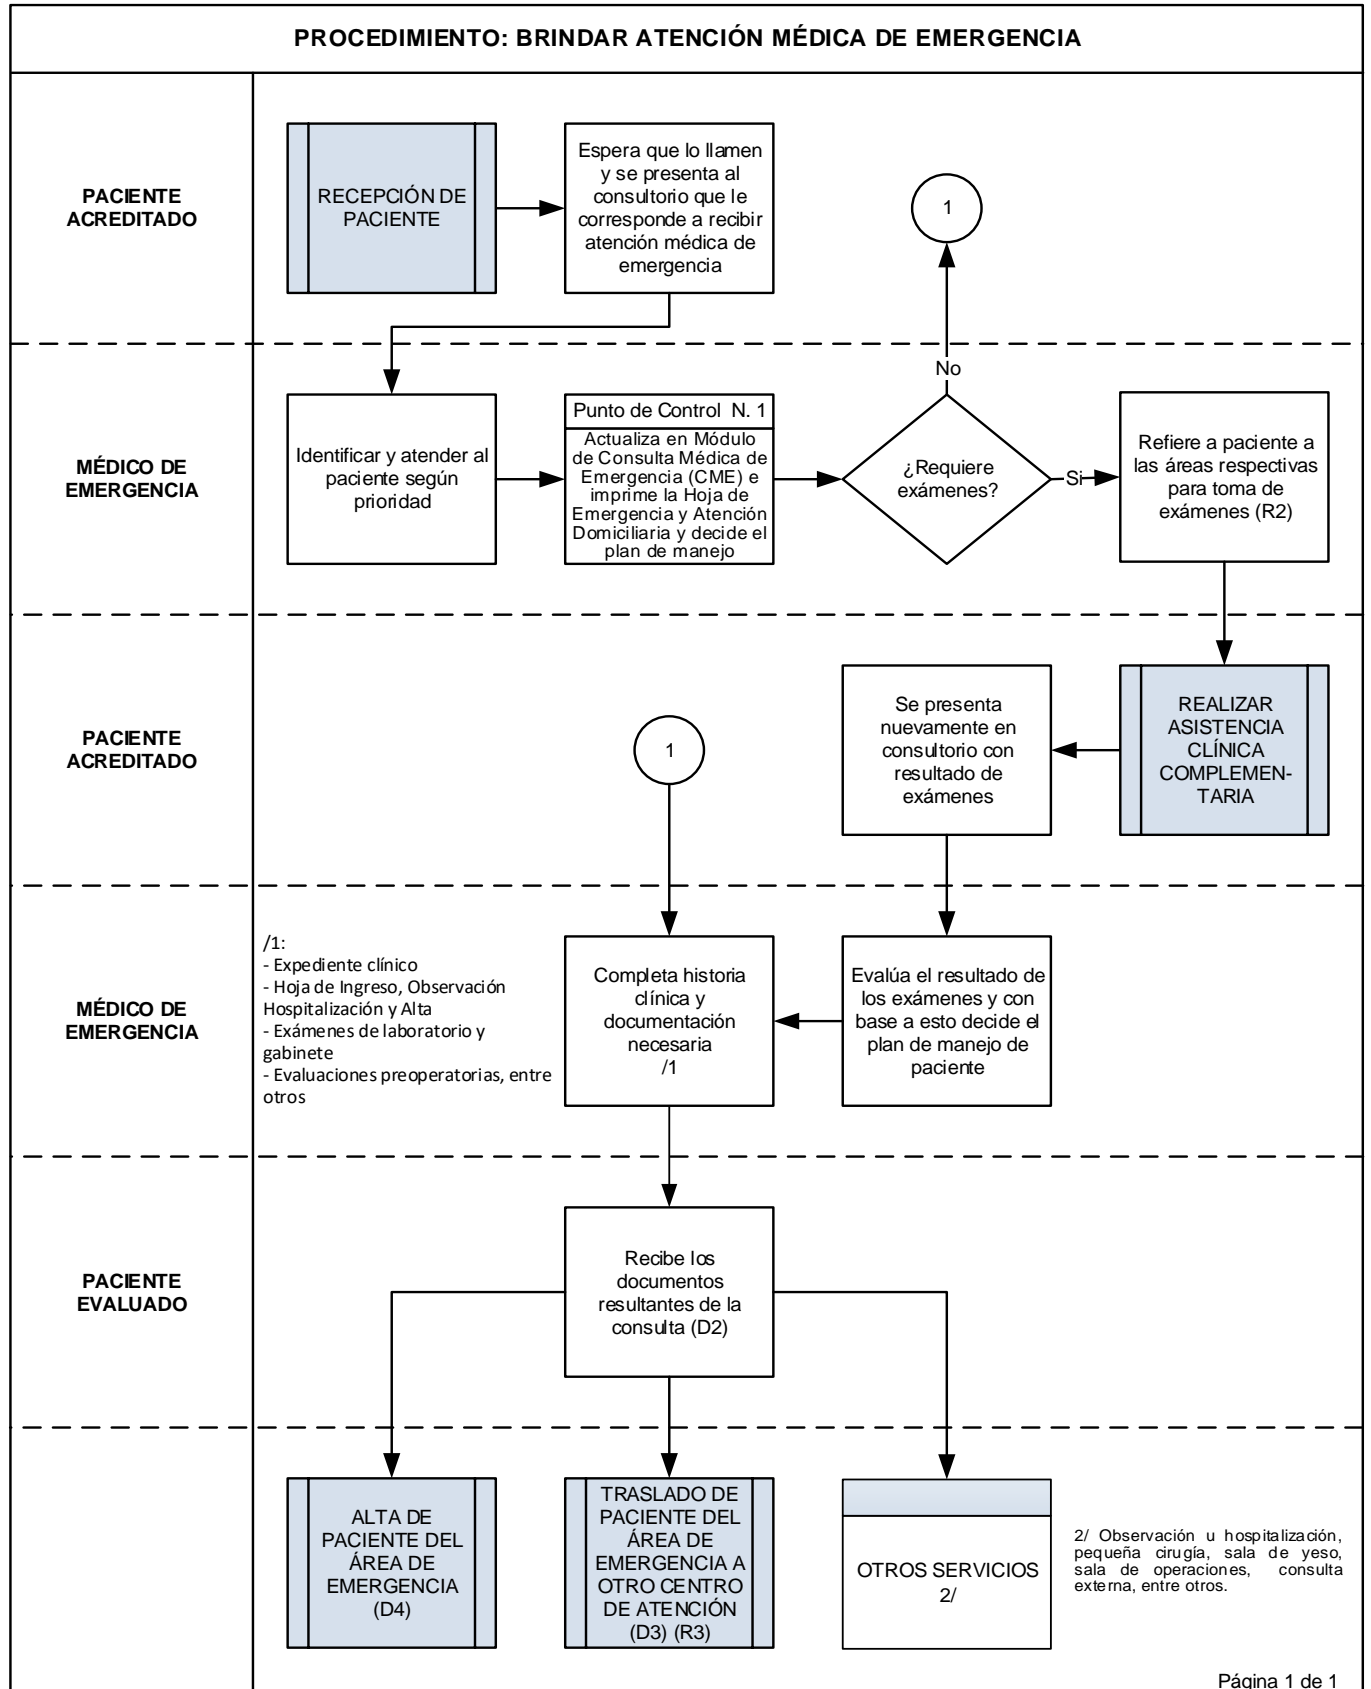 PROCEDIMIENTO: BRINDAR ATENCIÓN MÉDICA DE EMERGENCIA
PACIENTE
ACREDITADO
RECEPCIÓN DE
PACIENTE
Espera que lo llamen
y se presenta al
consultorio que le
corresponde a recibir
atención médica de
emergencia
1
MÉDICO DE
EMERGENCIA
Identificar y atender al
paciente según
prioridad
Punto de Control N. 1
Actualiza en Módulo
de Consulta Médica de
Emergencia (CME) e
imprime la Hoja de
Emergencia y Atención
Domiciliaria y decide el
plan de manejo
No
¿Requiere
exámenes?
Si
Refiere a paciente a
las áreas respectivas
para toma de
exámenes (R2)
PACIENTE
ACREDITADO
1
Se presenta
nuevamente en
consultorio con
resultado de
exámenes
REALIZAR
ASISTENCIA
CLÍNICA
COMPLEMEN-
TARIA
MÉDICO DE
EMERGENCIA
/1:
- Expediente clínico
- Hoja de Ingreso, Observación
Hospitalización y Alta
- Exámenes de laboratorio y
gabinete
- Evaluaciones preoperatorias, entre
otros
Completa historia
clínica y
documentación
necesaria
/1
Evalúa el resultado de
los exámenes y con
base a esto decide el
plan de manejo de
paciente
PACIENTE
EVALUADO
Recibe los
documentos
resultantes de la
consulta (D2)
ALTA DE
PACIENTE DEL
ÁREA DE
EMERGENCIA
(D4)
TRASLADO DE
PACIENTE DEL
ÁREA DE
EMERGENCIA A
OTRO CENTRO
DE ATENCIÓN
(D3) (R3)
OTROS SERVICIOS
2/
2/ Observación u hospitalización,
pequeña cirugía, sala de yeso,
sala de operaciones, consulta
externa, entre otros.
Página 1 de 1